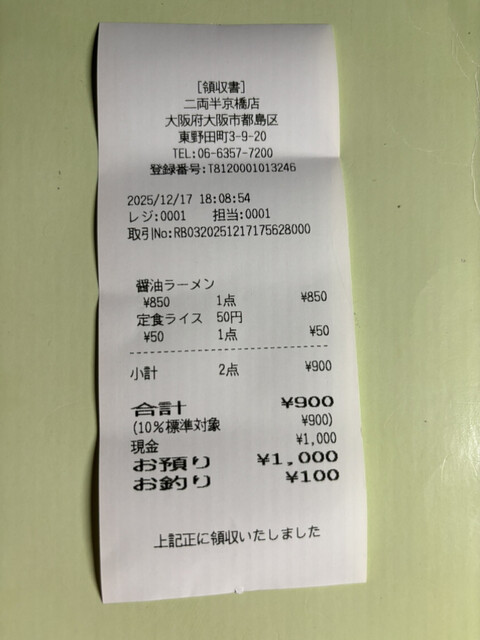 [領収書]
二両半京橋店
大阪府大阪市都島区
東野田町3-9-20
TEL:06-6357-7200
登録番号:T8120001013246
2025/12/17 18:08:54
レジ:0001 担当:0001
取引No:RB0320251217175628000
醤油ラーメン
¥850 1点 ¥850
定食ライス 50円
¥50 1点 ¥50
小計 2点 ¥900
合計 ¥900
(10%標準対象 ¥900)
現金 ¥1,000
お預り ¥1,000
お釣り ¥100
上記正に領収いたしました